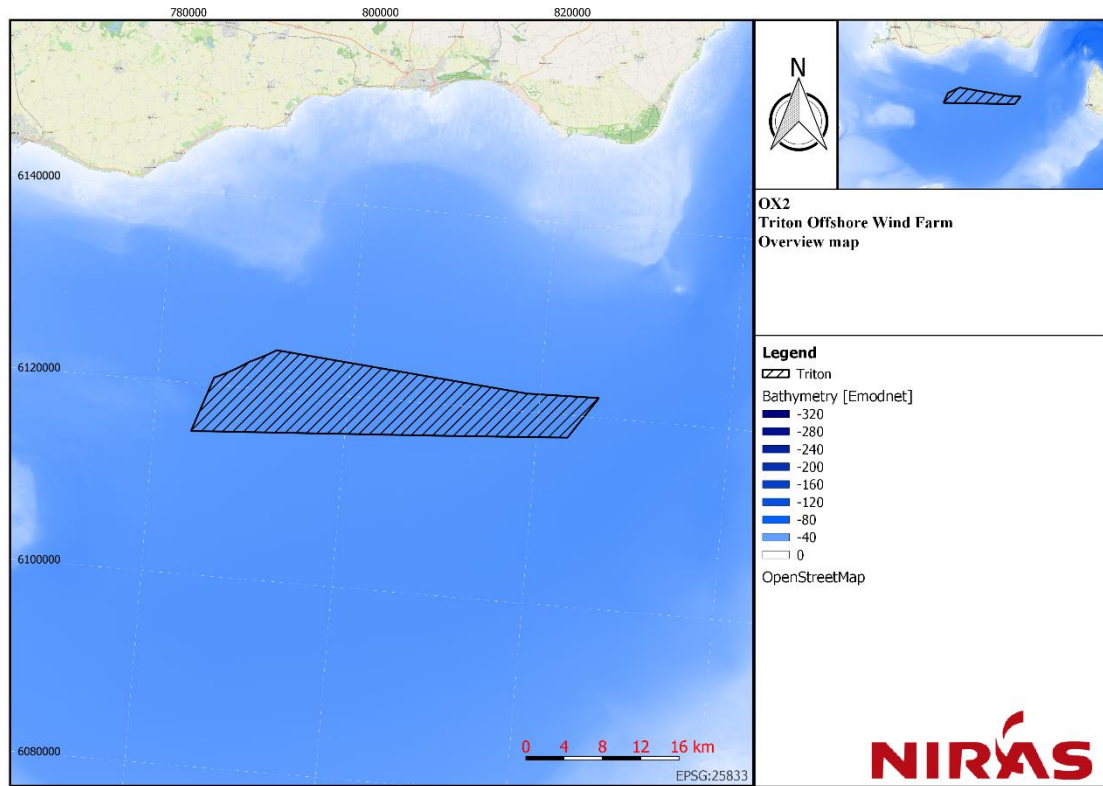 780000
800000
820000
6140000
6120000
6100000
6080000
0 4 8 12 16 km
EPSG:25833
N
OX2
Triton Offshore Wind Farm
Overview map
Legend
Triton
Bathymetry [Emodnet]
-320
-280
-240
-200
-160
-120
-80
-40
0
OpenStreetMap
NIRAS